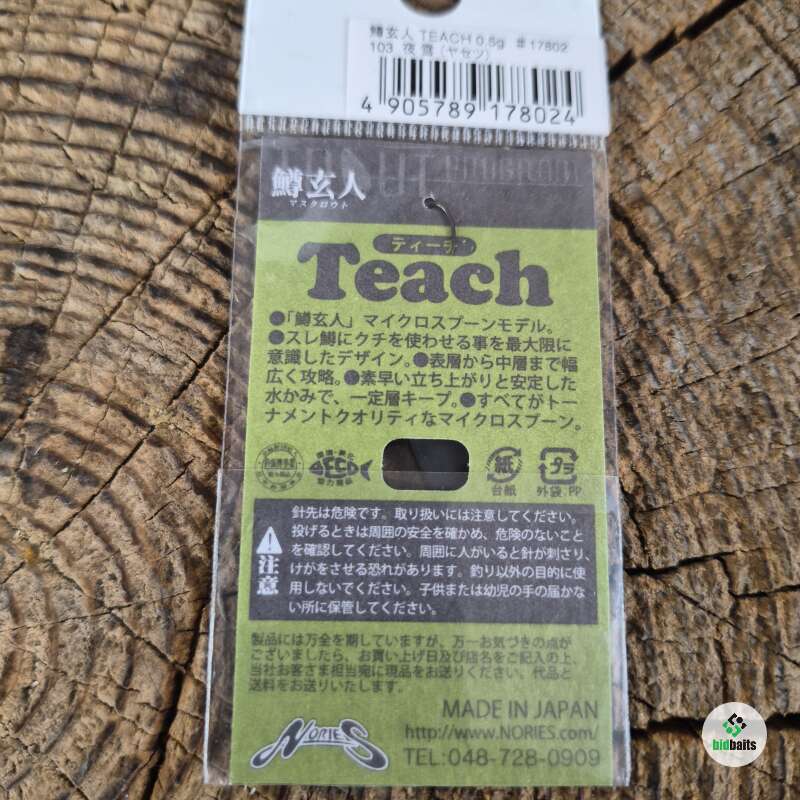 鱒玄人 TEACH 0.5g #17802
103 夜霧 (ヤセツ)
4 905789 178024
鱒玄人
マスクロウト
ティーチ
Teach
●「鱒玄人」マイクロスプーンモデル。
●スレ鱒にクチを使わせる事を最大限に
意識したデザイン。●表層から中層まで幅
広く攻略。●素早い立ち上がりと安定した
水かみで、一定層キープ。●すべてがトー
ナメントクオリティなマイクロスプーン。
ECO
紙
台紙
プラ
外袋.PP
注意
針先は危険です。取り扱いには注意してください。
投げるときは周囲の安全を確かめ、危険のないこと
を確認してください。周囲に人がいると針が刺さり、
けがをさせる恐れがあります。釣り以外の目的に使
用しないでください。子供または幼児の手の届かな
い所に保管してください。
製品には万全を期していますが、万一お気づきの点が
ございましたら、お買い上げ日及び店名をご記入の上、
当社お客さま相当宛に現品をお送りください。代品と
送料をお送りいたします。
MADE IN JAPAN
NORIES
http://www.NORIES.com/
TEL:048-728-0909
bidbaits